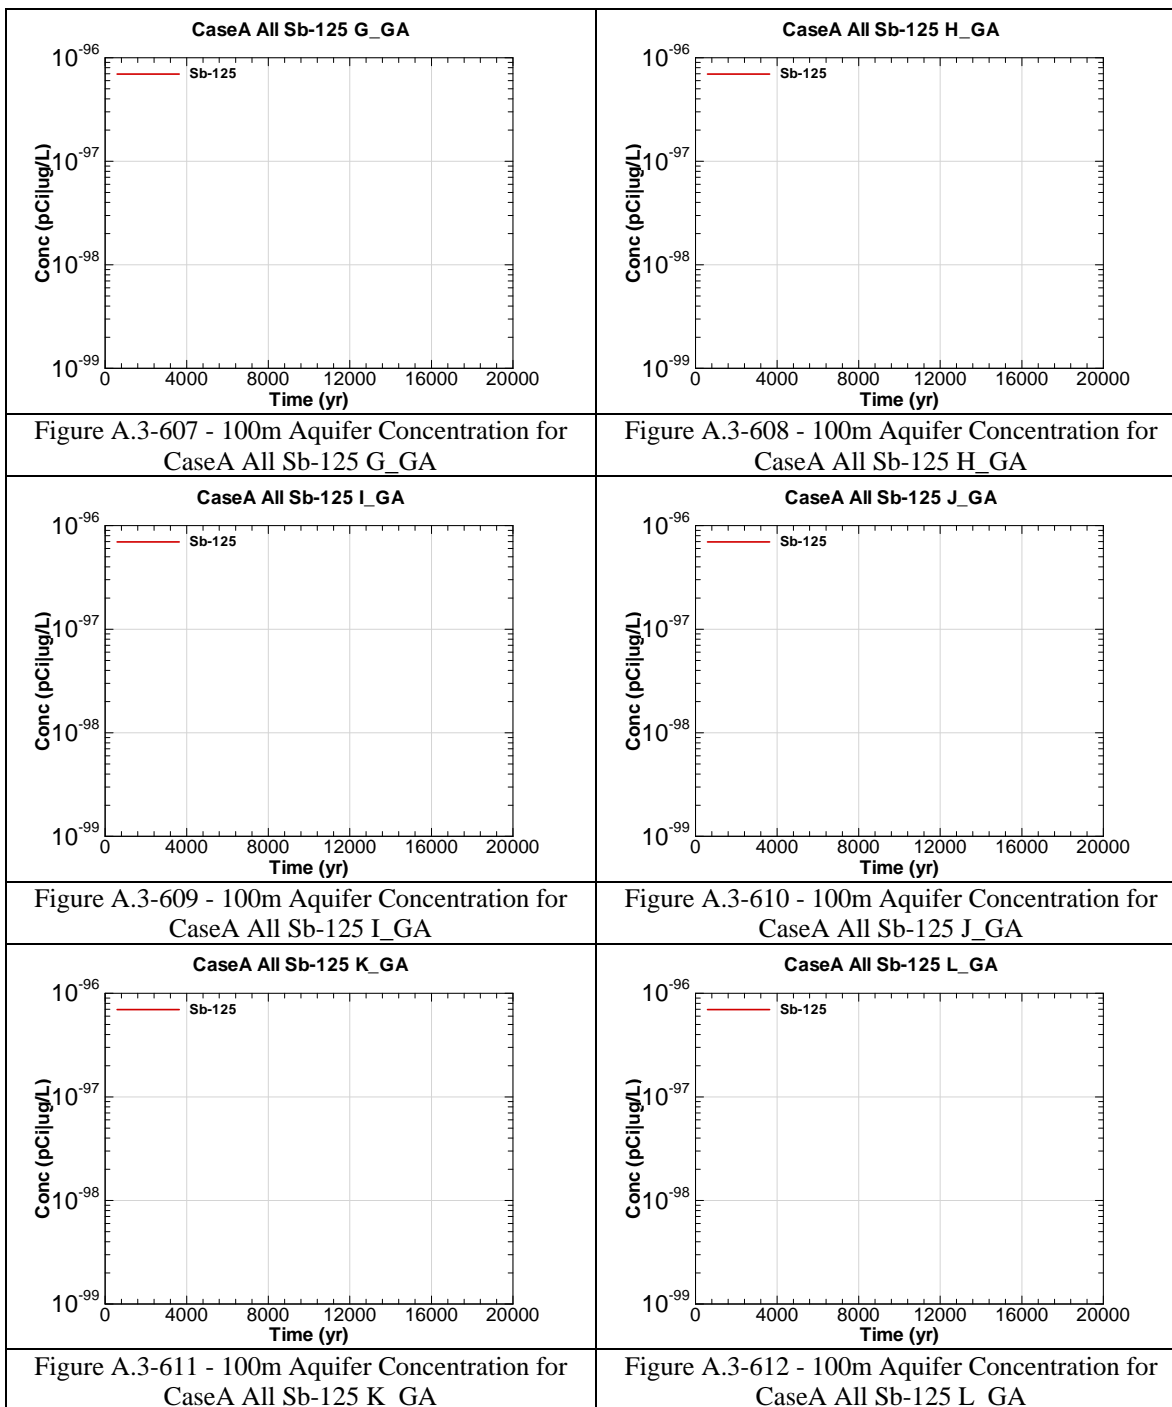 CaseA All Sb-125 G_GA
10-96
Sb-125
10-97
Conc (pCi|ug/L)
10-98
10-99
0 4000 8000 12000 16000 20000
Time (yr)
Figure A.3-607 - 100m Aquifer Concentration for
CaseA All Sb-125 G_GA
CaseA All Sb-125 H_GA
10-96
Sb-125
10-97
Conc (pCi|ug/L)
10-98
10-99
0 4000 8000 12000 16000 20000
Time (yr)
Figure A.3-608 - 100m Aquifer Concentration for
CaseA All Sb-125 H_GA
CaseA All Sb-125 I_GA
10-96
Sb-125
10-97
Conc (pCi|ug/L)
10-98
10-99
0 4000 8000 12000 16000 20000
Time (yr)
Figure A.3-609 - 100m Aquifer Concentration for
CaseA All Sb-125 I_GA
CaseA All Sb-125 J_GA
10-96
Sb-125
10-97
Conc (pCi|ug/L)
10-98
10-99
0 4000 8000 12000 16000 20000
Time (yr)
Figure A.3-610 - 100m Aquifer Concentration for
CaseA All Sb-125 J_GA
CaseA All Sb-125 K_GA
10-96
Sb-125
10-97
Conc (pCi|ug/L)
10-98
10-99
0 4000 8000 12000 16000 20000
Time (yr)
Figure A.3-611 - 100m Aquifer Concentration for
CaseA All Sb-125 K_GA
CaseA All Sb-125 L_GA
10-96
Sb-125
10-97
Conc (pCi|ug/L)
10-98
10-99
0 4000 8000 12000 16000 20000
Time (yr)
Figure A.3-612 - 100m Aquifer Concentration for
CaseA All Sb-125 L_GA